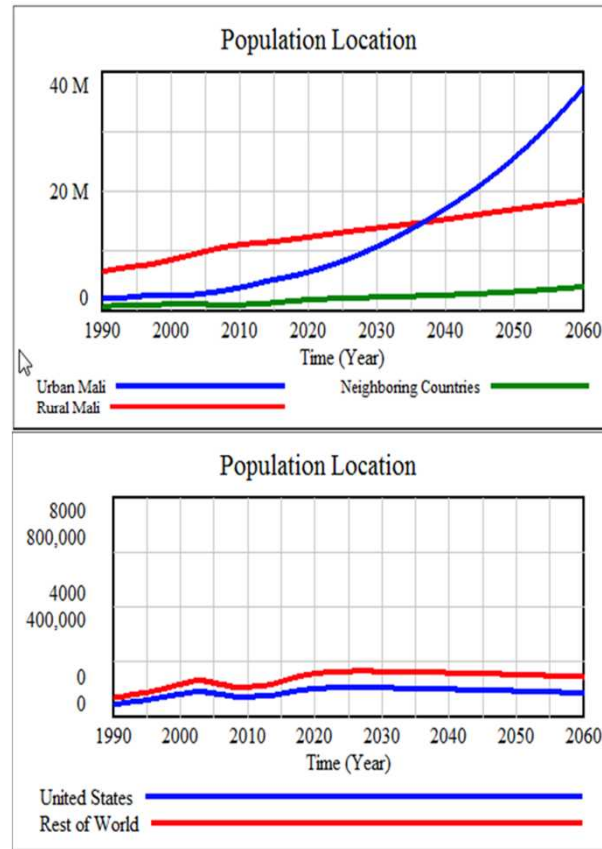 Population Location
40 M
20 M
0
1990 2000 2010 2020 2030 2040 2050 2060
Time (Year)
Urban Mali Neighboring Countries
Rural Mali
Population Location
8000
800,000
4000
400,000
0
0
1990 2000 2010 2020 2030 2040 2050 2060
Time (Year)
United States
Rest of World